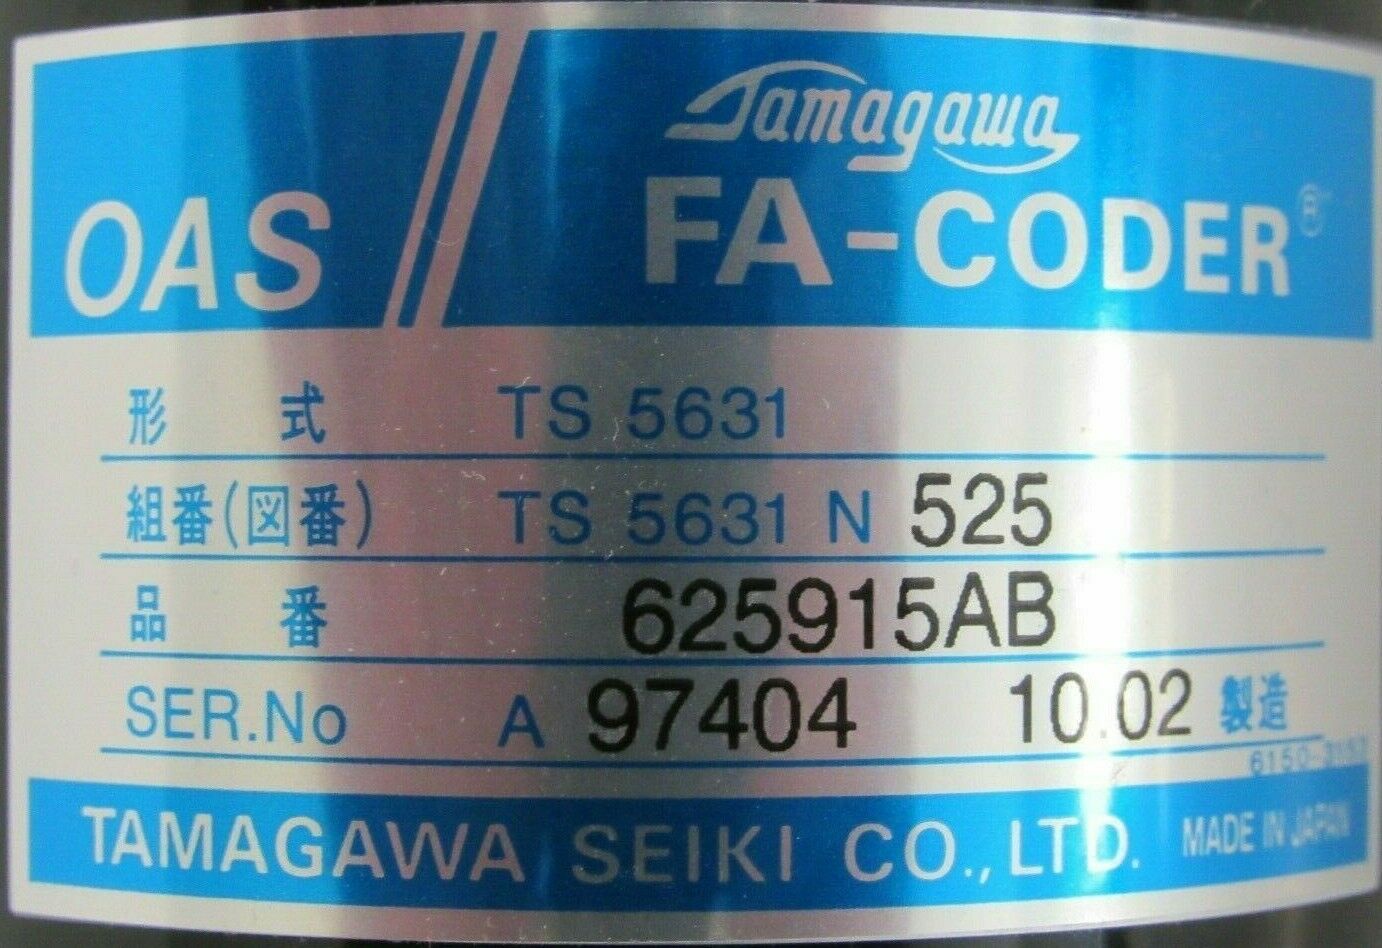 Tamagawa
OAS FA-CODER®
形式 TS 5631
組番(図番) TS 5631 N 525
品番 625915AB
SER.No A 97404 10.02 製造
TAMAGAWA SEIKI CO.,LTD. MADE IN JAPAN